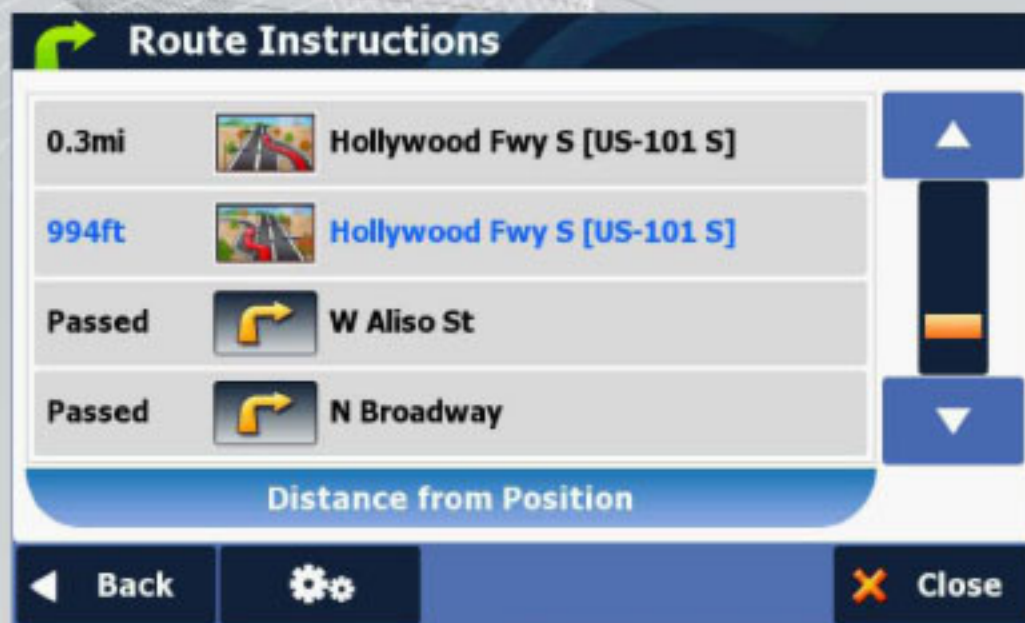 Route Instructions
0.3mi Hollywood Fwy S [US-101 S]
994ft Hollywood Fwy S [US-101 S]
Passed W Aliso St
Passed N Broadway
Distance from Position
Back Close